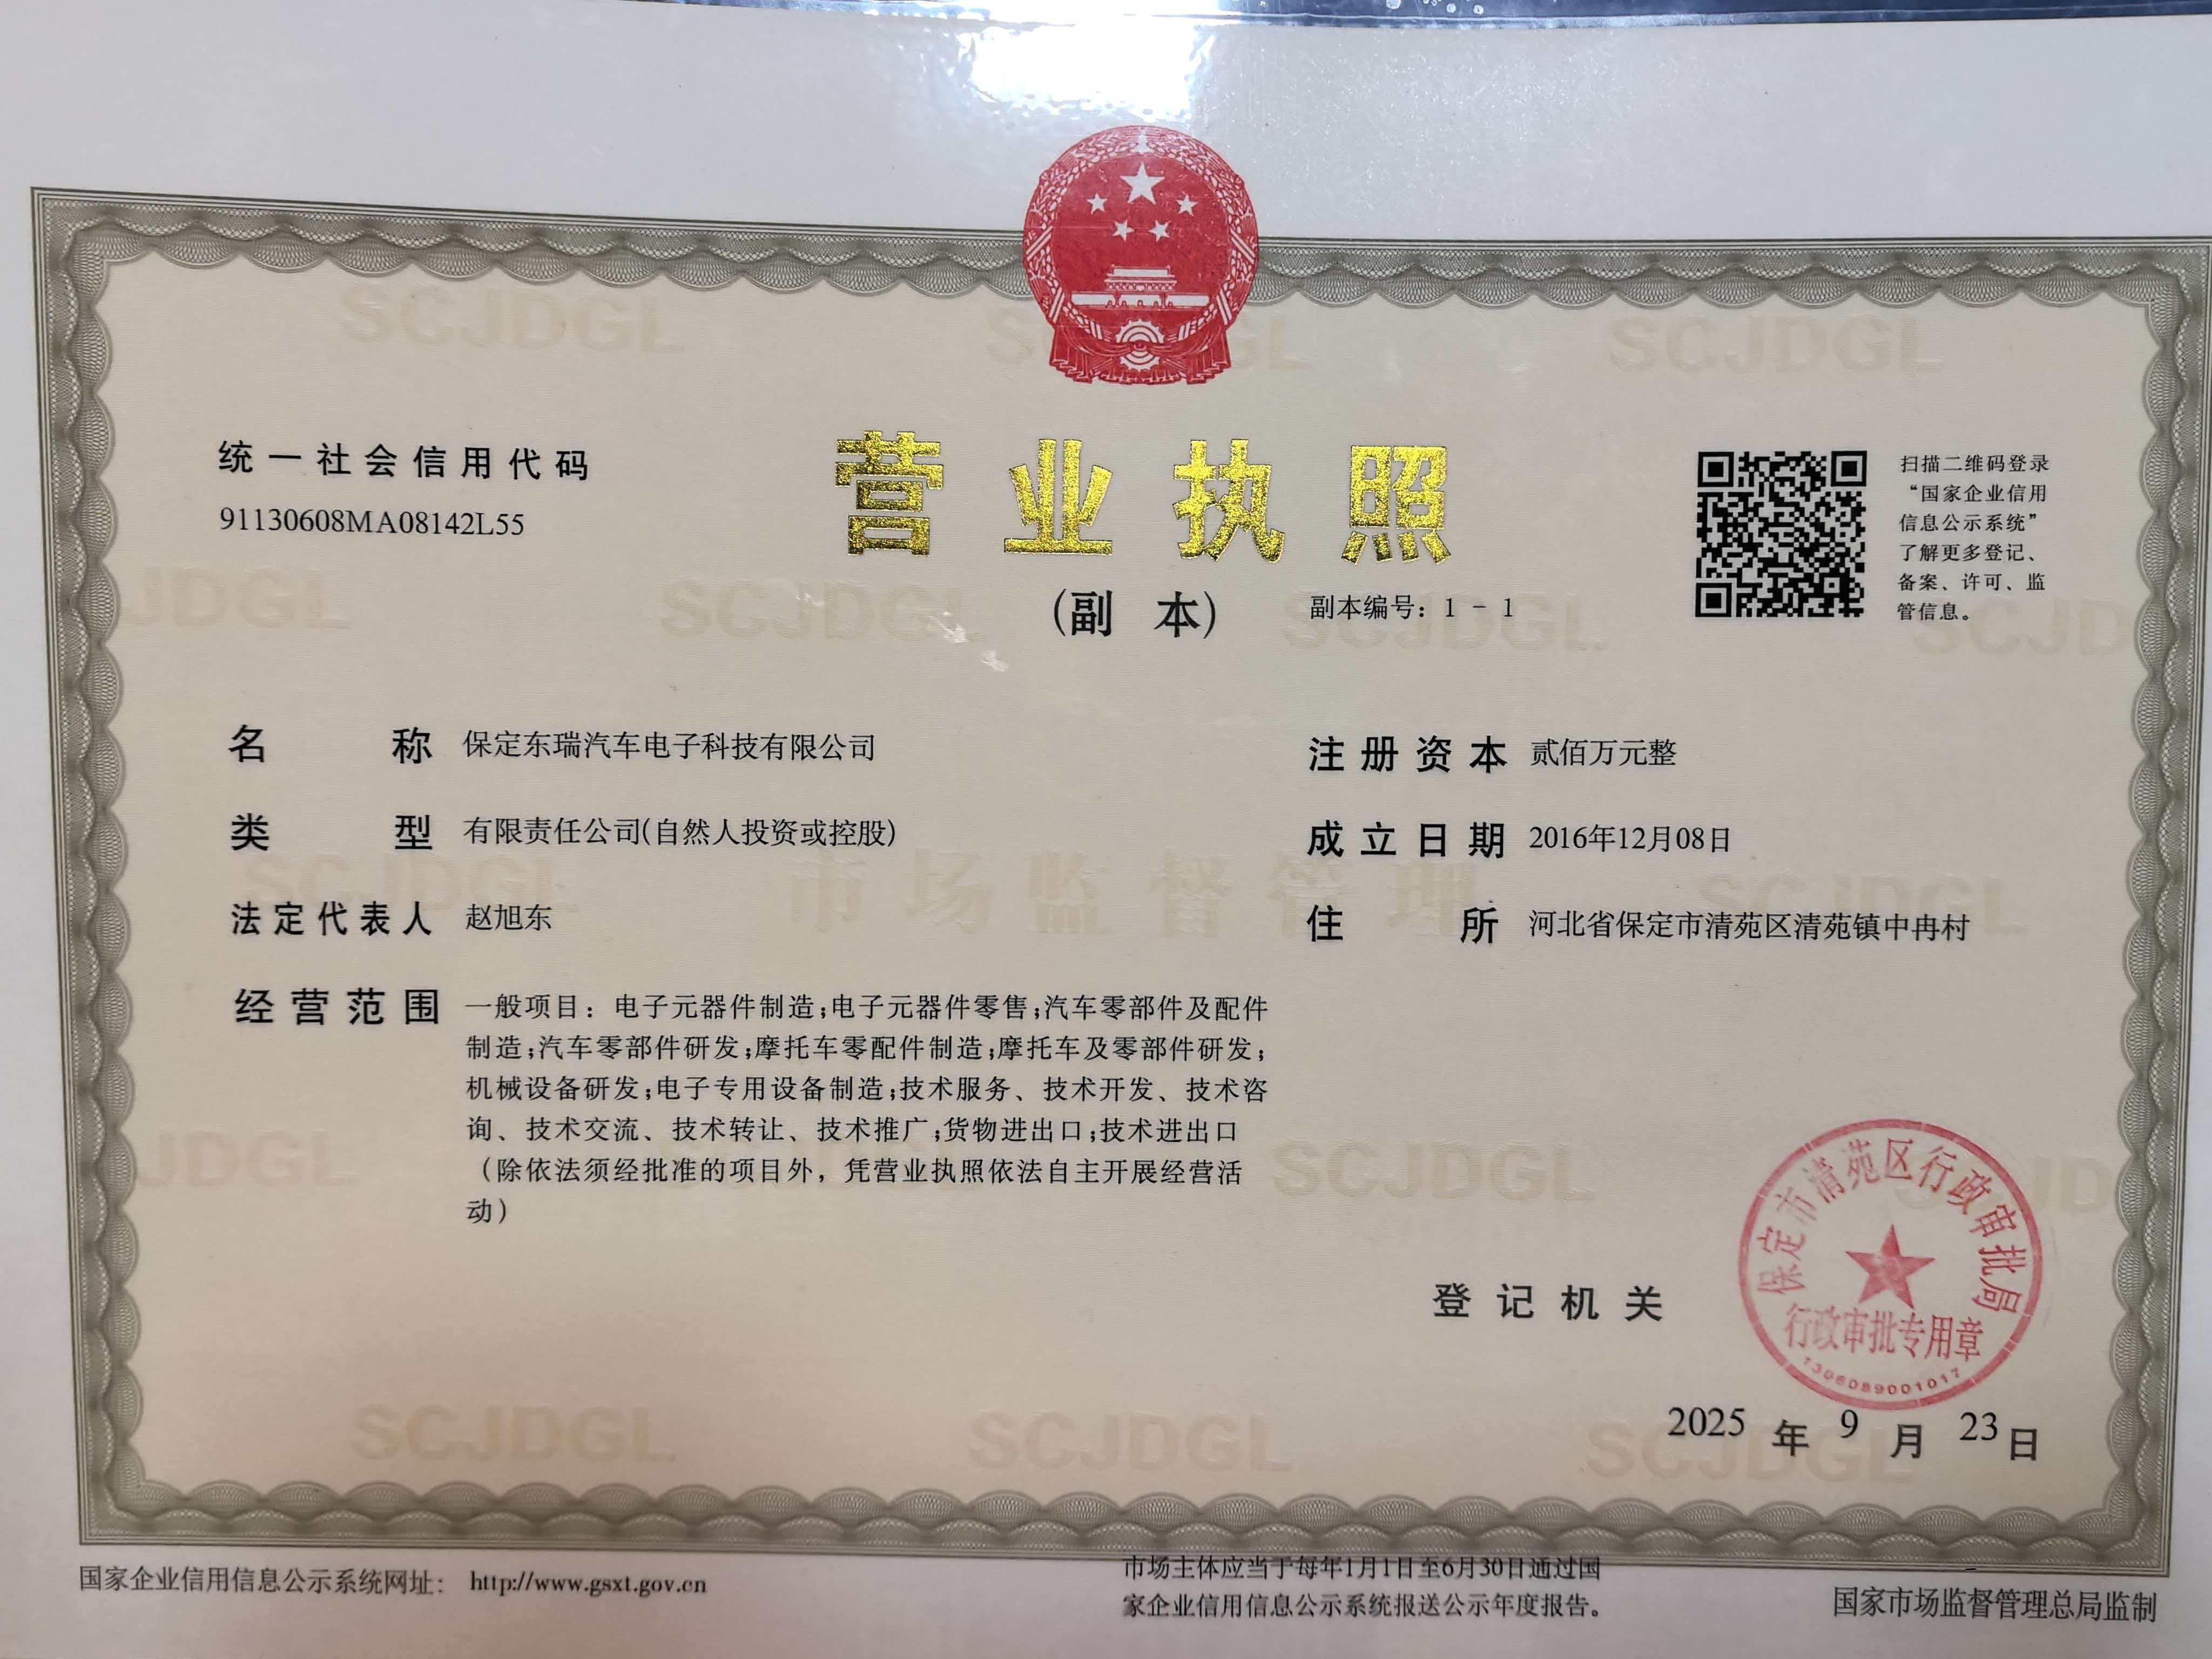 统一社会信用代码
91130608MA08142L55
营业执照
(副 本)
副本编号：1 - 1
扫描二维码登录
“国家企业信用
信息公示系统”
了解更多登记、
备案、许可、监
管信息。
名 称 保定东瑞汽车电子科技有限公司
类 型 有限责任公司(自然人投资或控股)
法定代表人 赵旭东
经营范围 一般项目：电子元器件制造;电子元器件零售;汽车零部件及配件
制造;汽车零部件研发;摩托车零配件制造;摩托车及零部件研发;
机械设备研发;电子专用设备制造;技术服务、技术开发、技术咨
询、技术交流、技术转让、技术推广;货物进出口;技术进出口
（除依法须经批准的项目外，凭营业执照依法自主开展经营活
动）
注册资本 贰佰万元整
成立日期 2016年12月08日
住 所 河北省保定市清苑区清苑镇中冉村
登记机关
保定市清苑区行政审批局
行政审批专用章
1306089001017
2025 年 9 月 23 日
国家企业信用信息公示系统网址： http://www.gsxt.gov.cn
市场主体应当于每年1月1日至6月30日通过国
家企业信用信息公示系统报送公示年度报告。
国家市场监督管理总局监制
SCJDGL
市场监督管理